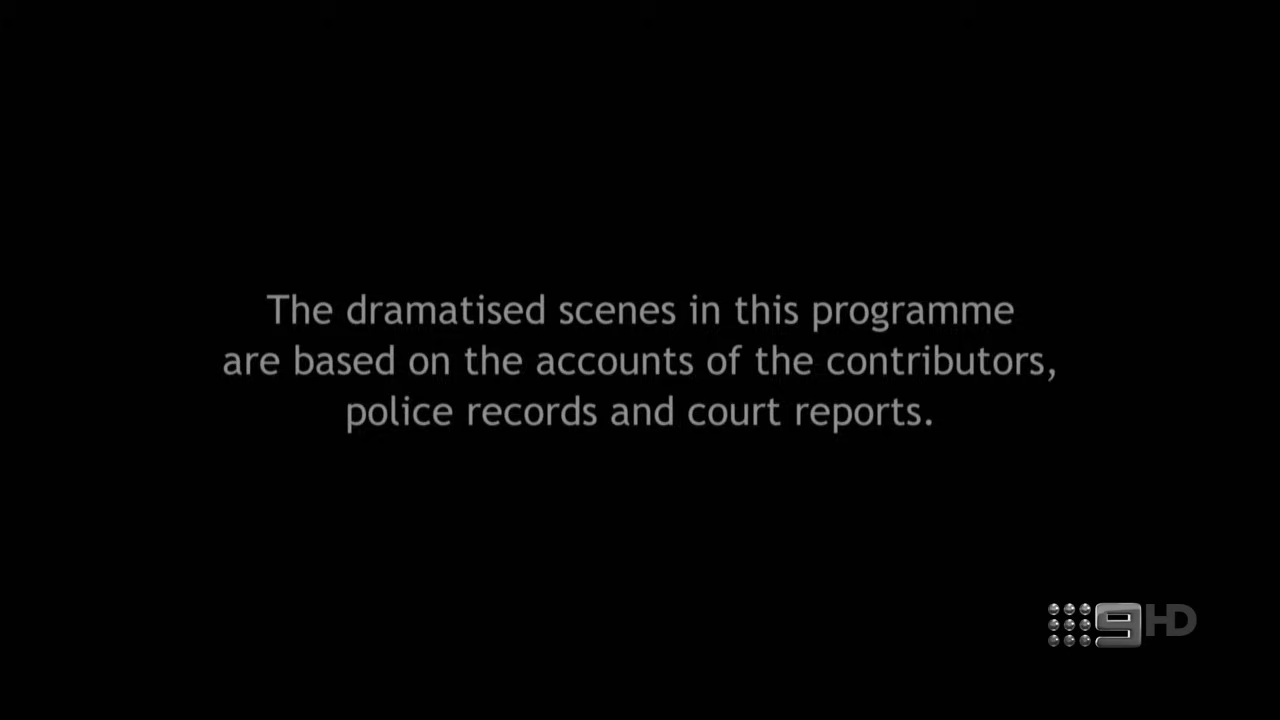 The dramatised scenes in this programme
are based on the accounts of the contributors,
police records and court reports.
9HD